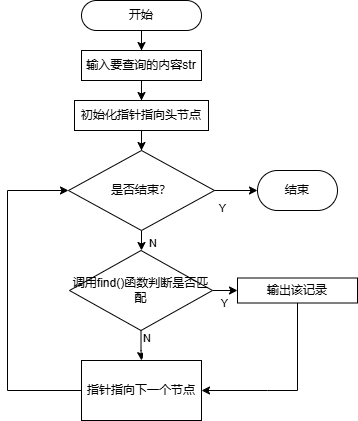 开始
输入要查询的内容str
初始化指针指向头节点
是否结束?
结束
Y
N
调用find()函数判断是否匹
配
Y
输出该记录
N
指针指向下一个节点